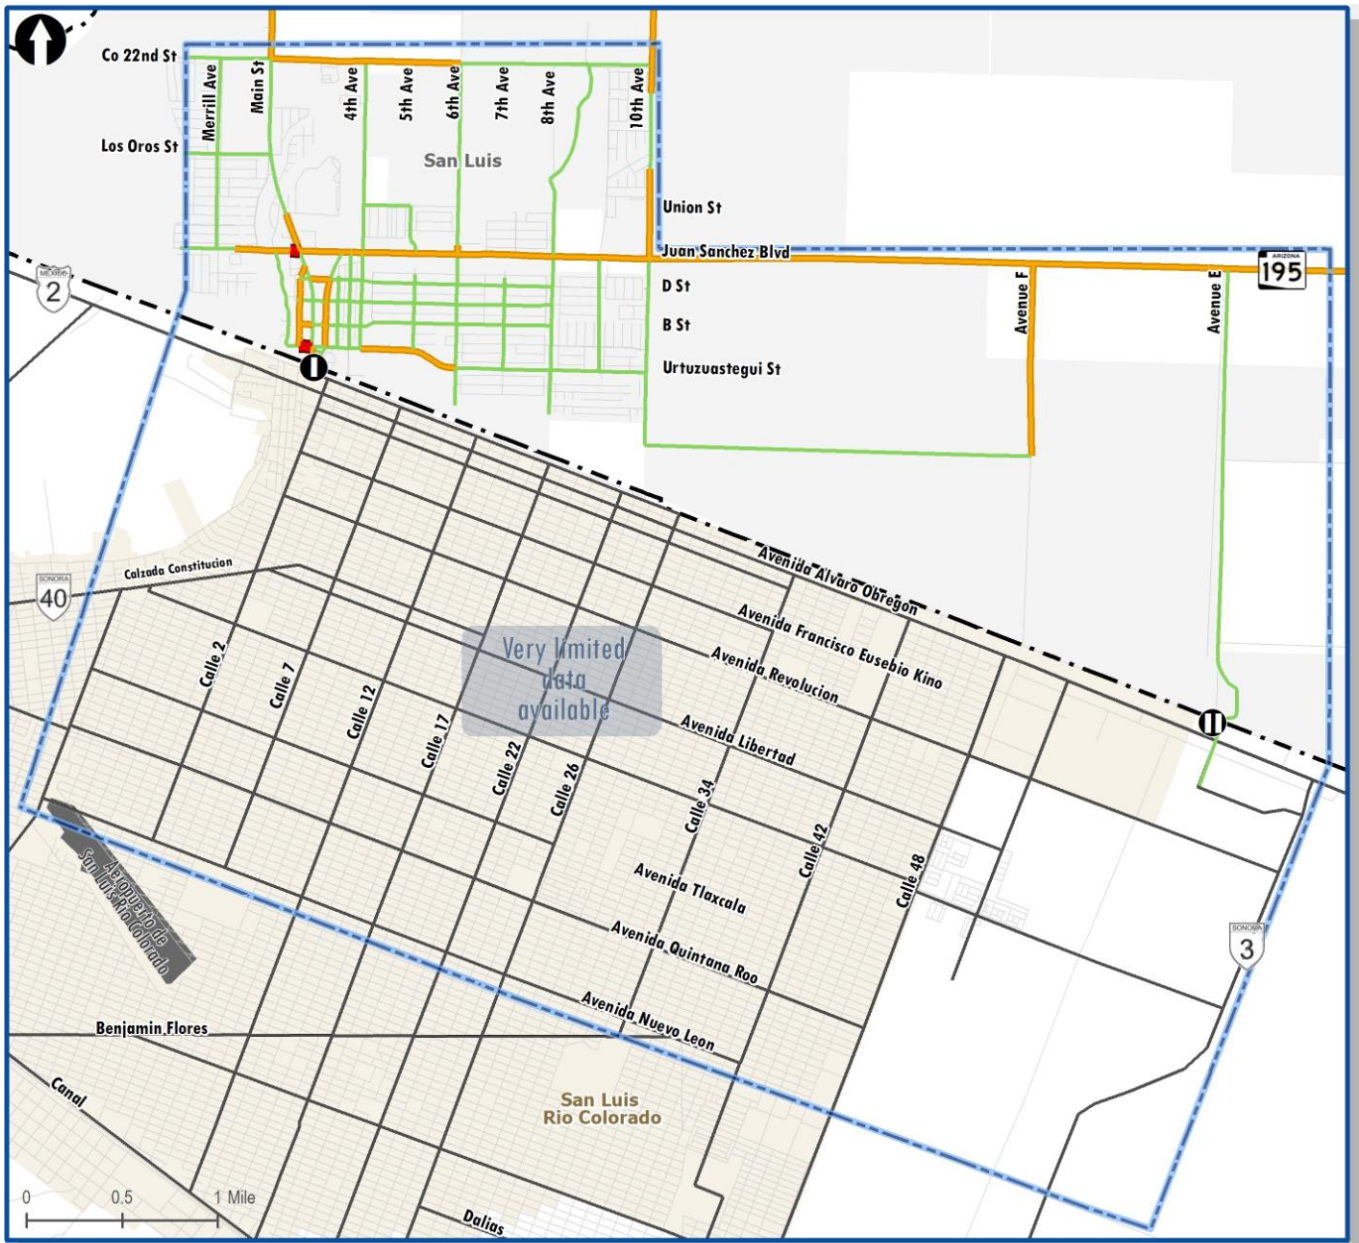 Co 22nd St
Merrill Ave
Main St
4th Ave
5th Ave
6th Ave
7th Ave
8th Ave
10th Ave
Los Oros St
San Luis
Union St
Juan Sanchez Blvd
ARIZONA
195
D St
B St
Urtuzuastegui St
Avenue F
Avenue E
MEXICO
2
I
Avenida Alvaro Obregon
Calzada Constitucion
SONORA
40
Avenida Francisco Eusebio Kino
Avenida Revolucion
Very limited
data
available
Calle 2
Calle 7
Calle 12
Calle 17
Calle 22
Calle 26
Calle 34
Calle 42
Calle 48
Avenida Libertad
II
Aeropuerto de
San Luis Rio Colorado
Avenida Tlaxcala
Avenida Quintana Roo
SONORA
3
Avenida Nuevo Leon
Benjamin Flores
Canal
San Luis
Rio Colorado
0 0.5 1 Mile
Dalias